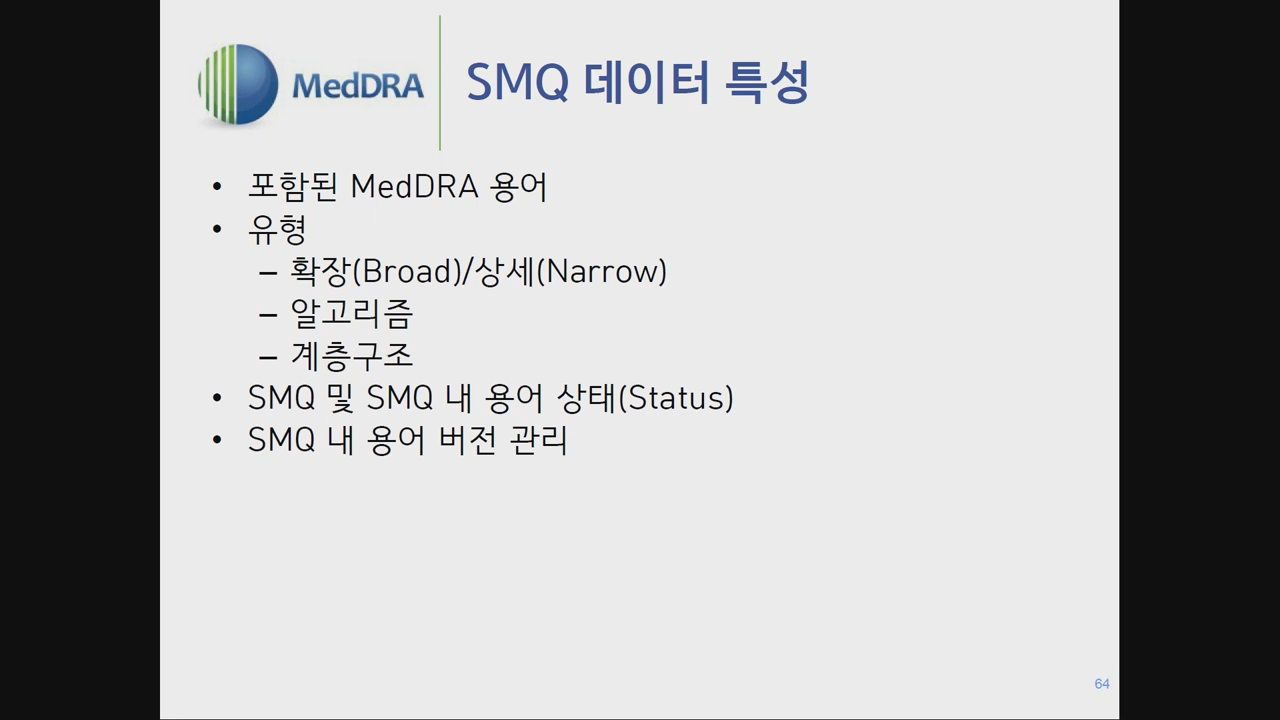 MedDRA
SMQ 데이터 특성
• 포함된 MedDRA 용어
• 유형
– 확장(Broad)/상세(Narrow)
– 알고리즘
– 계층구조
• SMQ 및 SMQ 내 용어 상태(Status)
• SMQ 내 용어 버전 관리
64